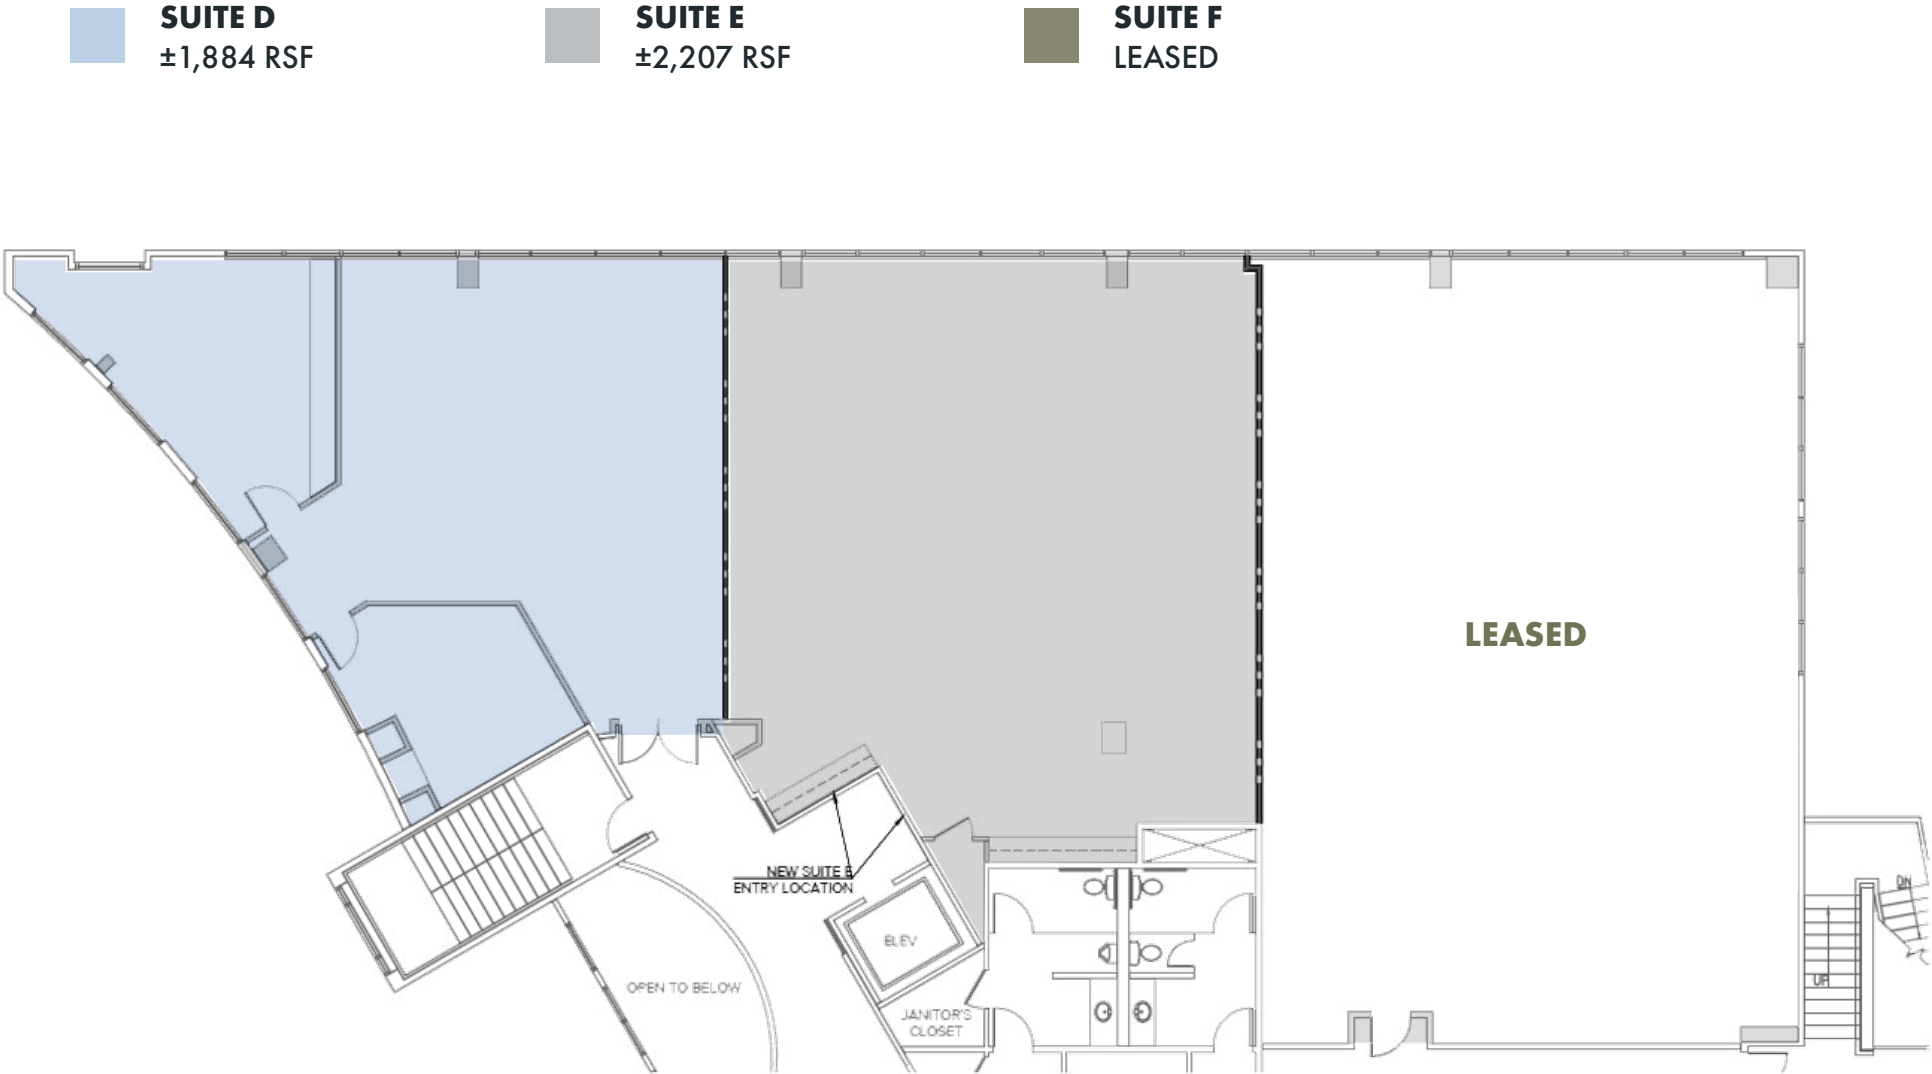 SUITE D
±1,884 RSF
SUITE E
±2,207 RSF
SUITE F
LEASED
LEASED
NEW SUITE E
ENTRY LOCATION
ELEV
OPEN TO BELOW
JANITOR'S
CLOSET
DN
UP